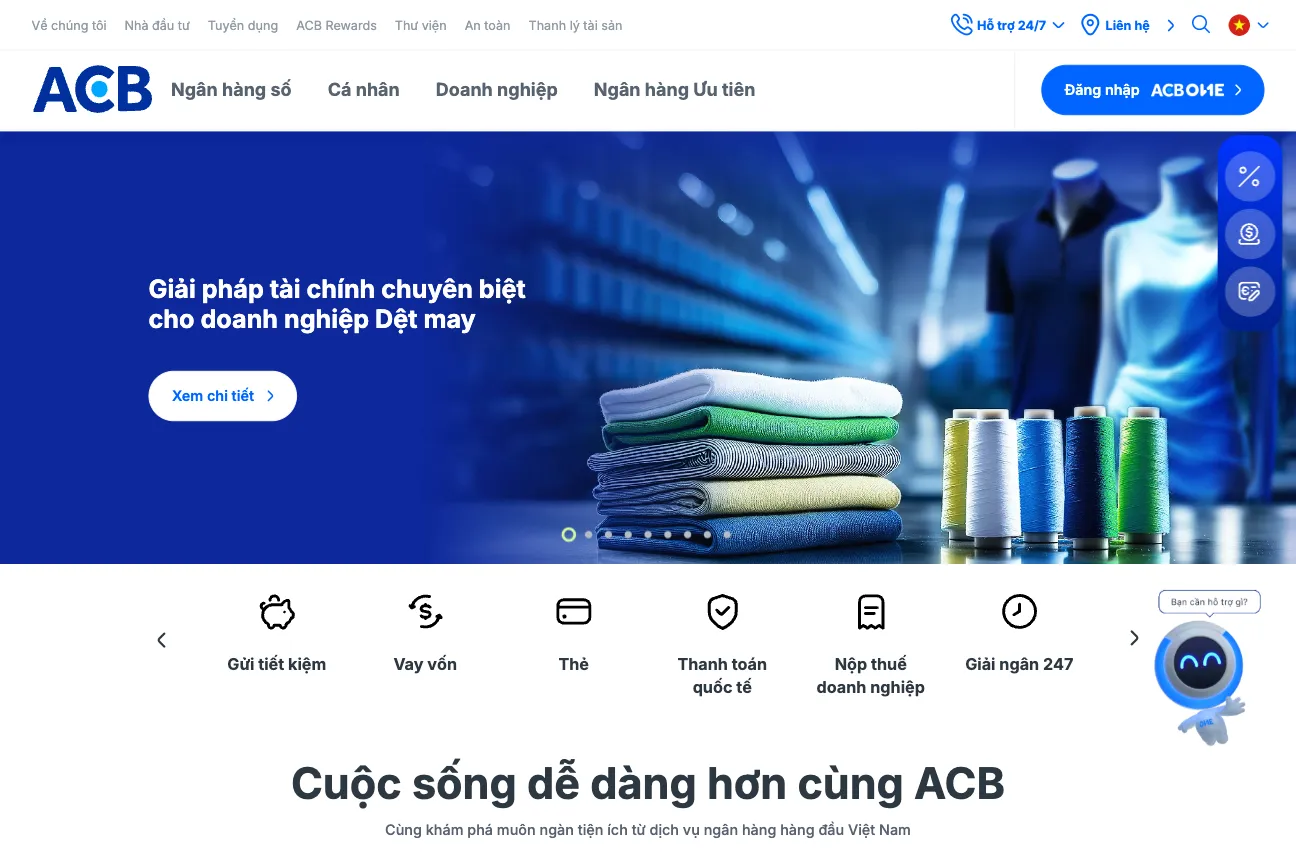 Về chúng tôi
Nhà đầu tư
Tuyển dụng
ACB Rewards
Thư viện
An toàn
Thanh lý tài sản
Hỗ trợ 24/7
Liên hệ
ACB
Ngân hàng số
Cá nhân
Doanh nghiệp
Ngân hàng Ưu tiên
Đăng nhập ACB ONE
Giải pháp tài chính chuyên biệt
cho doanh nghiệp Dệt may
Xem chi tiết
Bạn cần hỗ trợ gì?
Gửi tiết kiệm
Vay vốn
Thẻ
Thanh toán
quốc tế
Nộp thuế
doanh nghiệp
Giải ngân 247
ONE
Cuộc sống dễ dàng hơn cùng ACB
Cùng khám phá muôn ngàn tiện ích từ dịch vụ ngân hàng hàng đầu Việt Nam